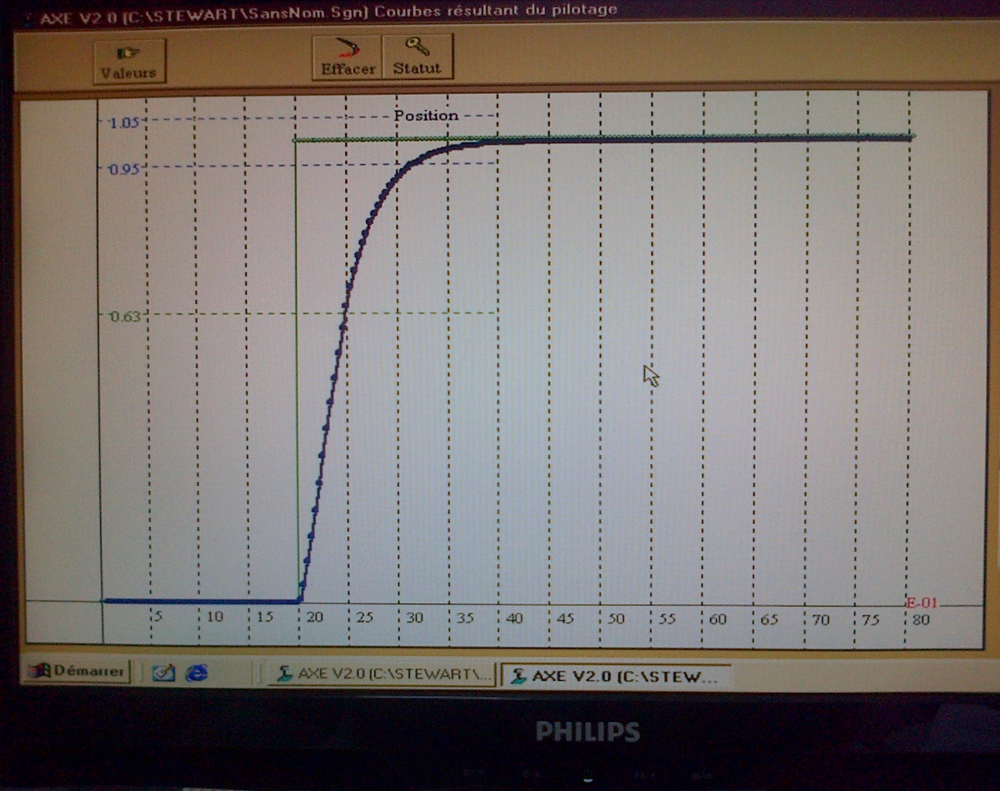 AXE V2.0 (C:\STEWART\SansNom.Sgn) Courbes résultant du pilotage
Valeurs
Effacer
Statut
1.05
Position
0.95
0.63
E-01
5 10 15 20 25 30 35 40 45 50 55 60 65 70 75 80
Démarrer
AXE V2.0 (C:\STEWART\...
AXE V2.0 (C:\STEW...
PHILIPS